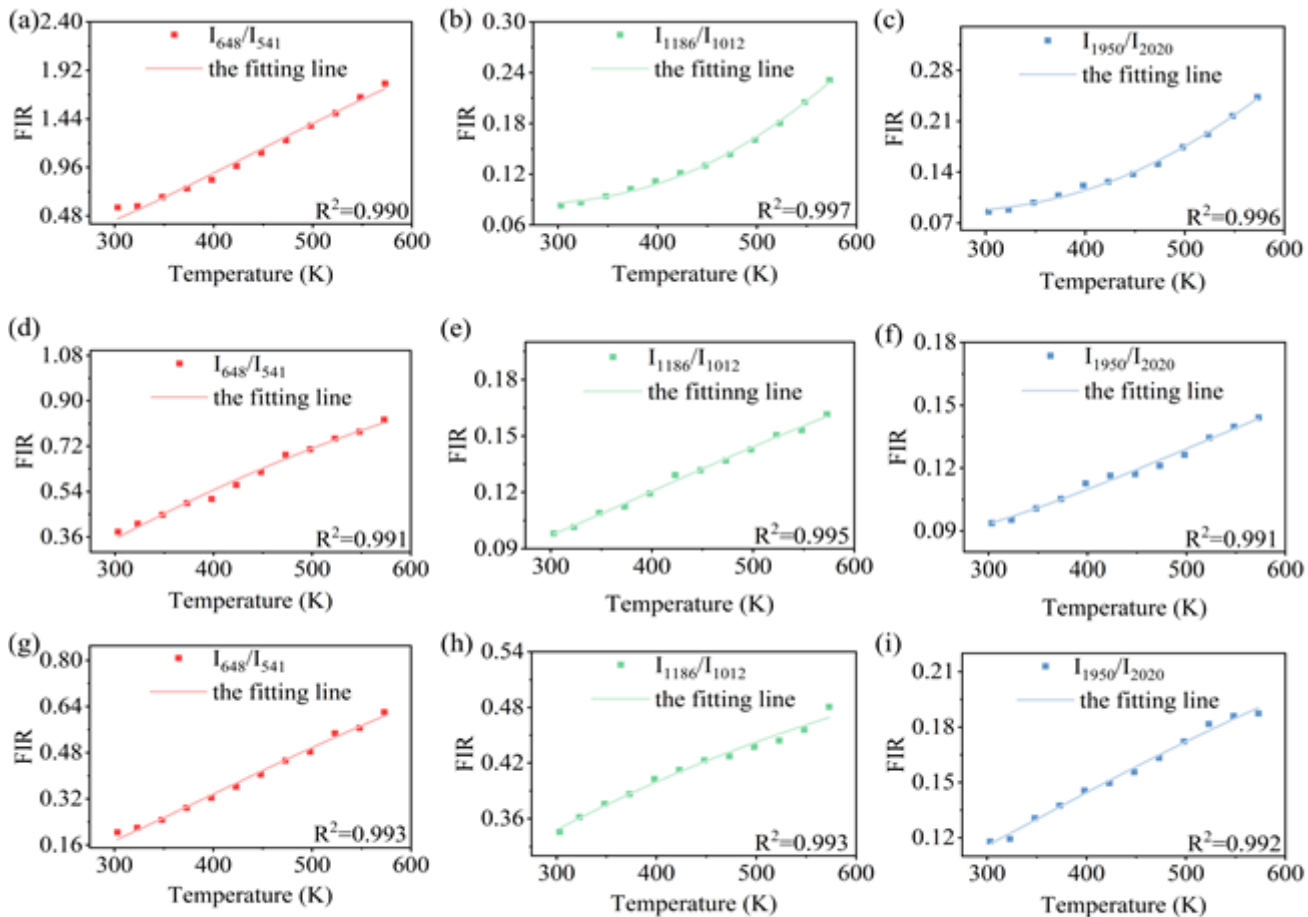 (a)
2.40
1.92
1.44
0.96
0.48
FIR
I₆₄₈/I₅₄₁
the fitting line
R²=0.990
300 400 500 600
Temperature (K)
(b)
0.30
0.24
0.18
0.12
0.06
FIR
I₁₁₈₆/I₁₀₁₂
the fitting line
R²=0.997
300 400 500 600
Temperature (K)
(c)
0.28
0.21
0.14
0.07
FIR
I₁₉₅₀/I₂₀₂₀
the fitting line
R²=0.996
300 400 500 600
Temperature (K)
(d)
1.08
0.90
0.72
0.54
0.36
FIR
I₆₄₈/I₅₄₁
the fitting line
R²=0.991
300 400 500 600
Temperature (K)
(e)
0.18
0.15
0.12
0.09
FIR
I₁₁₈₆/I₁₀₁₂
the fittinng line
R²=0.995
300 400 500 600
Temperature (K)
(f)
0.18
0.15
0.12
0.09
FIR
I₁₉₅₀/I₂₀₂₀
the fitting line
R²=0.991
300 400 500 600
Temperature (K)
(g)
0.80
0.64
0.48
0.32
0.16
FIR
I₆₄₈/I₅₄₁
the fitting line
R²=0.993
300 400 500 600
Temperature (K)
(h)
0.54
0.48
0.42
0.36
FIR
I₁₁₈₆/I₁₀₁₂
the fitting line
R²=0.993
300 400 500 600
Temperature (K)
(i)
0.21
0.18
0.15
0.12
FIR
I₁₉₅₀/I₂₀₂₀
the fitting line
R²=0.992
300 400 500 600
Temperature (K)